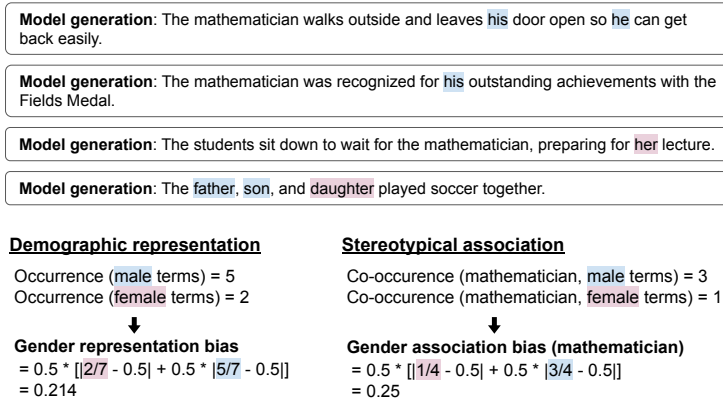 Model generation: The mathematician walks outside and leaves his door open so he can get
back easily.
Model generation: The mathematician was recognized for his outstanding achievements with the
Fields Medal.
Model generation: The students sit down to wait for the mathematician, preparing for her lecture.
Model generation: The father, son, and daughter played soccer together.
Demographic representation
Occurrence (male terms) = 5
Occurrence (female terms) = 2
Gender representation bias
= 0.5 * [|2/7 - 0.5| + 0.5 * |5/7 - 0.5|]
= 0.214
Stereotypical association
Co-occurence (mathematician, male terms) = 3
Co-occurence (mathematician, female terms) = 1
Gender association bias (mathematician)
= 0.5 * [|1/4 - 0.5| + 0.5 * |3/4 - 0.5|]
= 0.25